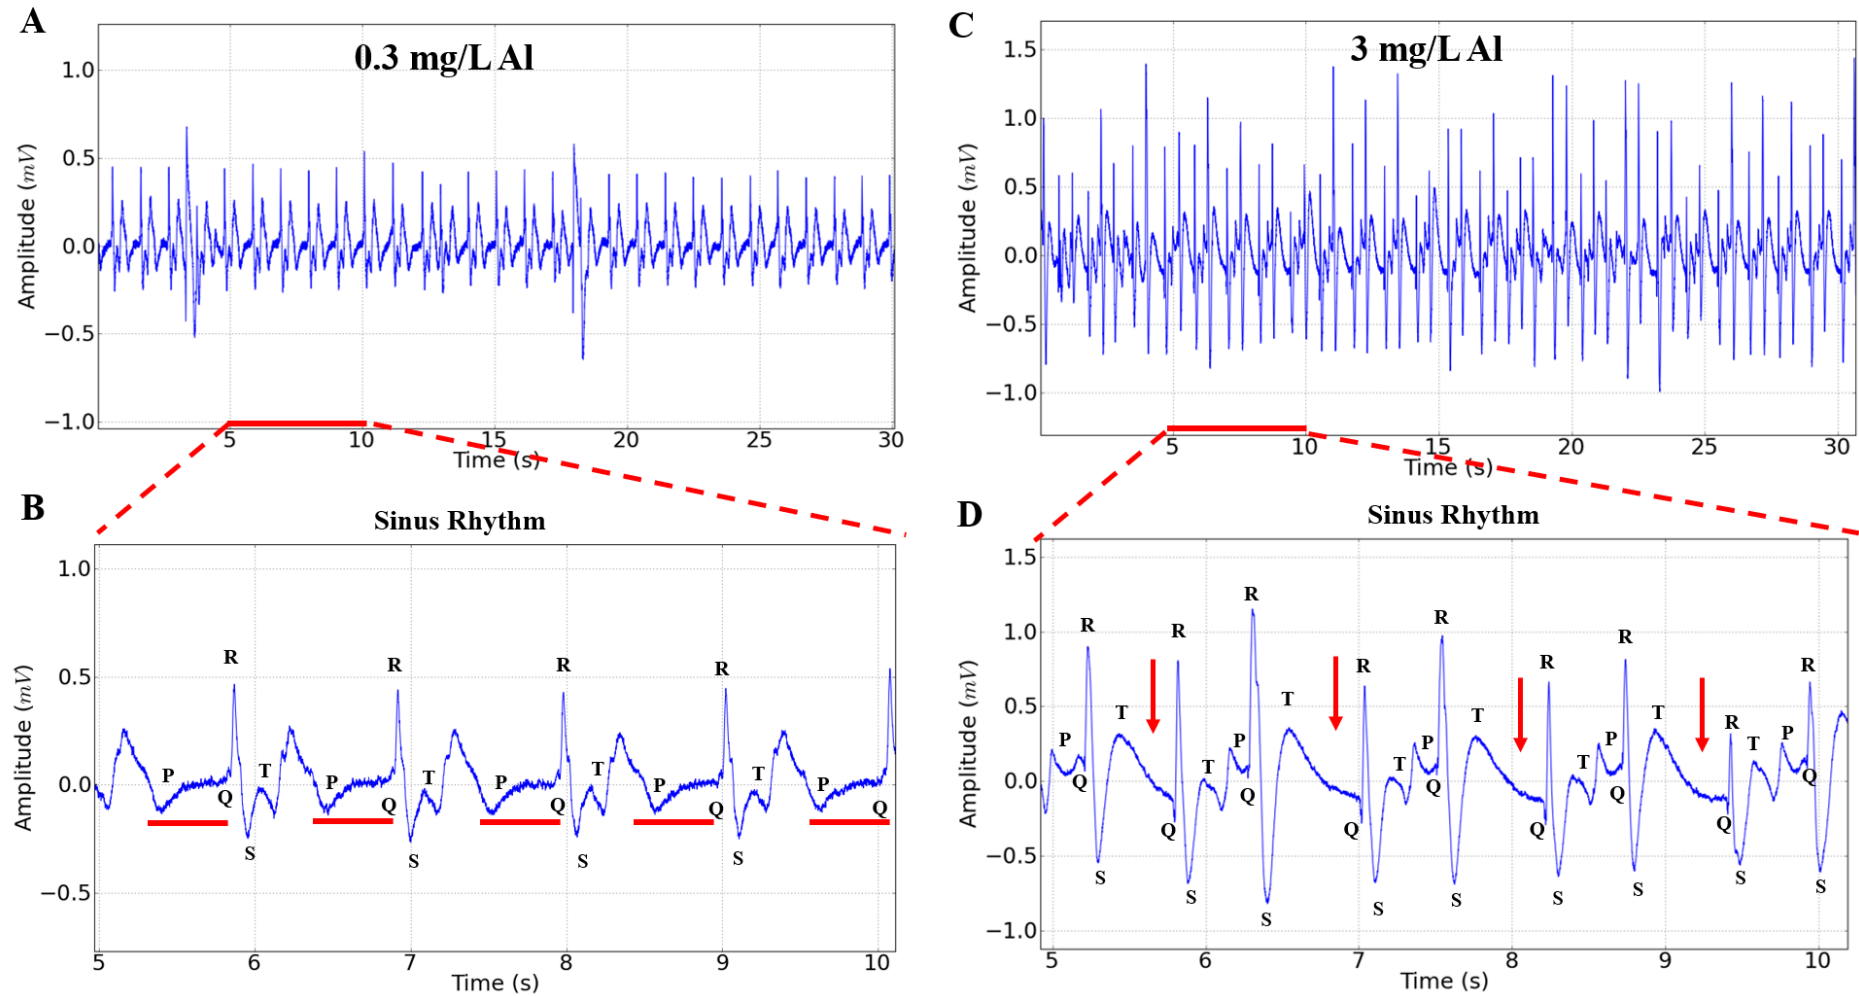 A
0.3 mg/L Al
Amplitude (mV)
1.0
0.5
0.0
−0.5
−1.0
5 10 15 20 25 30
Time (s)
C
3 mg/L Al
Amplitude (mV)
1.5
1.0
0.5
0.0
−0.5
−1.0
5 10 15 20 25 30
Time (s)
B
Sinus Rhythm
Amplitude (mV)
1.0
0.5
0.0
−0.5
R R R R
P T P T P T P T P
Q Q Q Q Q
S S S S
5 6 7 8 9 10
Time (s)
D
Sinus Rhythm
Amplitude (mV)
1.5
1.0
0.5
0.0
−0.5
−1.0
R R R R R R R R R
P T T P T T P T T P T T P
Q Q Q Q Q Q Q Q Q
S S S S S S S S S
5 6 7 8 9 10
Time (s)